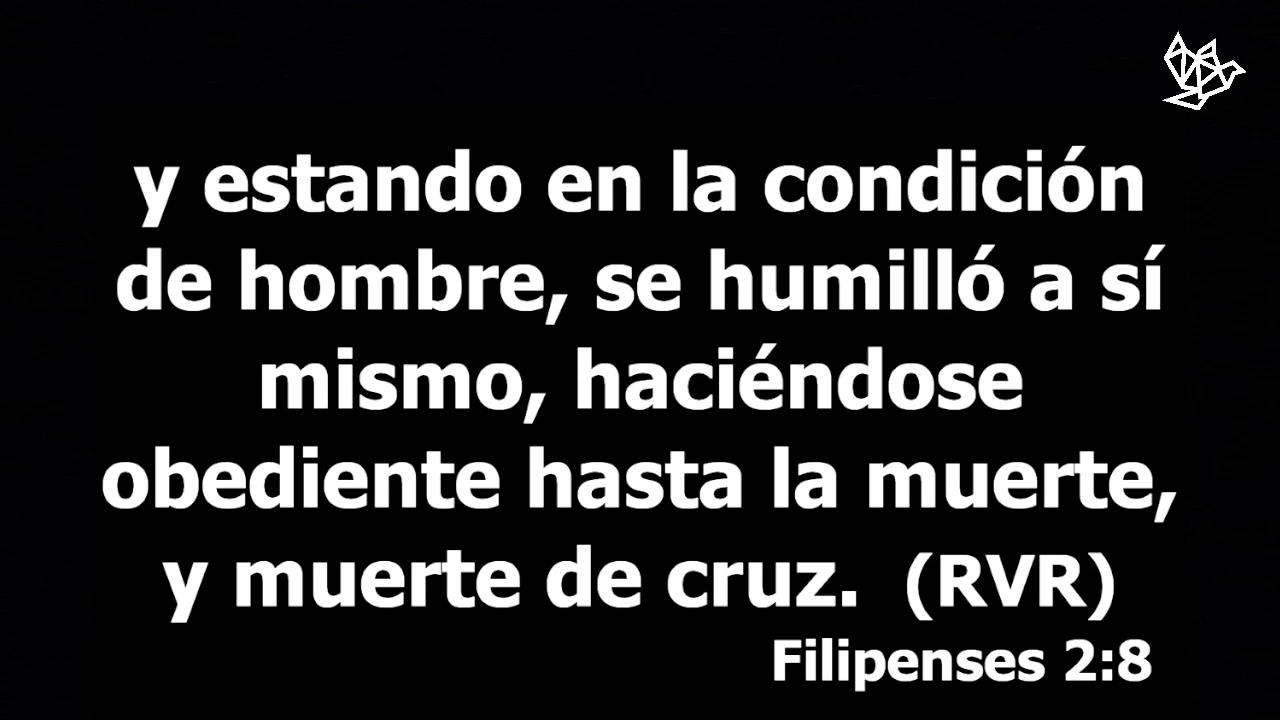 y estando en la condición
de hombre, se humilló a sí
mismo, haciéndose
obediente hasta la muerte,
y muerte de cruz. (RVR)
Filipenses 2:8